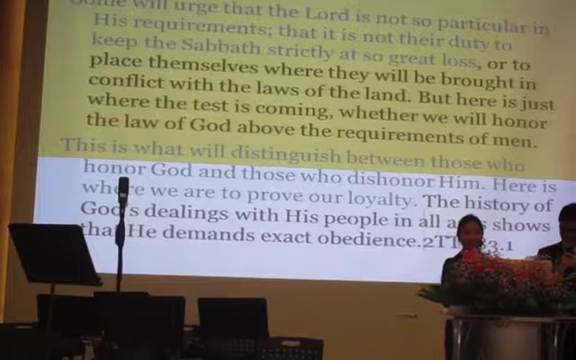 Some will urge that the Lord is not so particular in
His requirements; that it is not their duty to
keep the Sabbath strictly at so great loss, or to
place themselves where they will be brought in
conflict with the laws of the land. But here is just
where the test is coming, whether we will honor
the law of God above the requirements of men.
This is what will distinguish between those who
honor God and those who dishonor Him. Here is
where we are to prove our loyalty. The history of
God's dealings with His people in all ages shows
that He demands exact obedience.